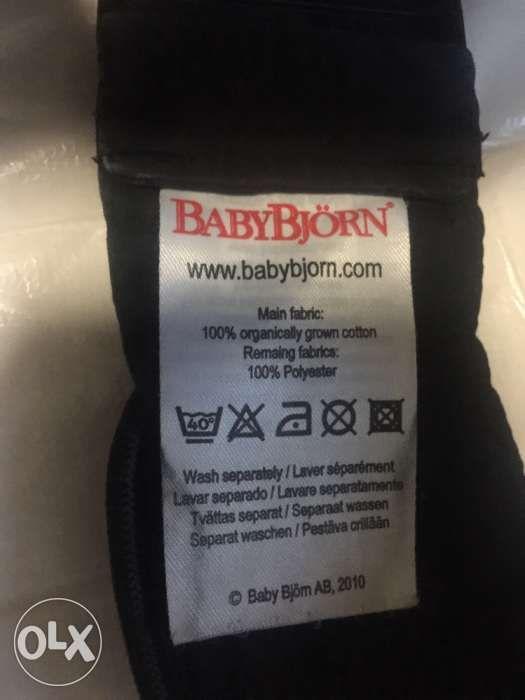 BABYBJÖRN®
www.babybjorn.com
Main fabric:
100% organically grown cotton
Remaing fabrics:
100% Polyester
40°
Wash separately / Laver séparément
Lavar separado / Lavare separatamente
Tvättas separat / Separaat wassen
Separat waschen / Pestäva erillään
© Baby Björn AB, 2010
OLX